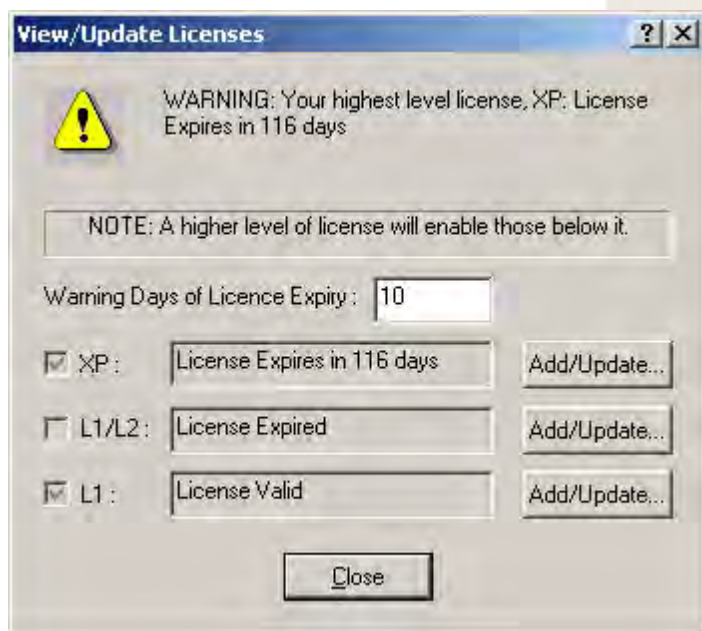 View/Update Licenses
WARNING: Your highest level license, XP: License
Expires in 116 days
NOTE: A higher level of license will enable those below it.
Warning Days of Licence Expiry : 10
XP : License Expires in 116 days Add/Update...
L1/L2 : License Expired Add/Update...
L1 : License Valid Add/Update...
Close